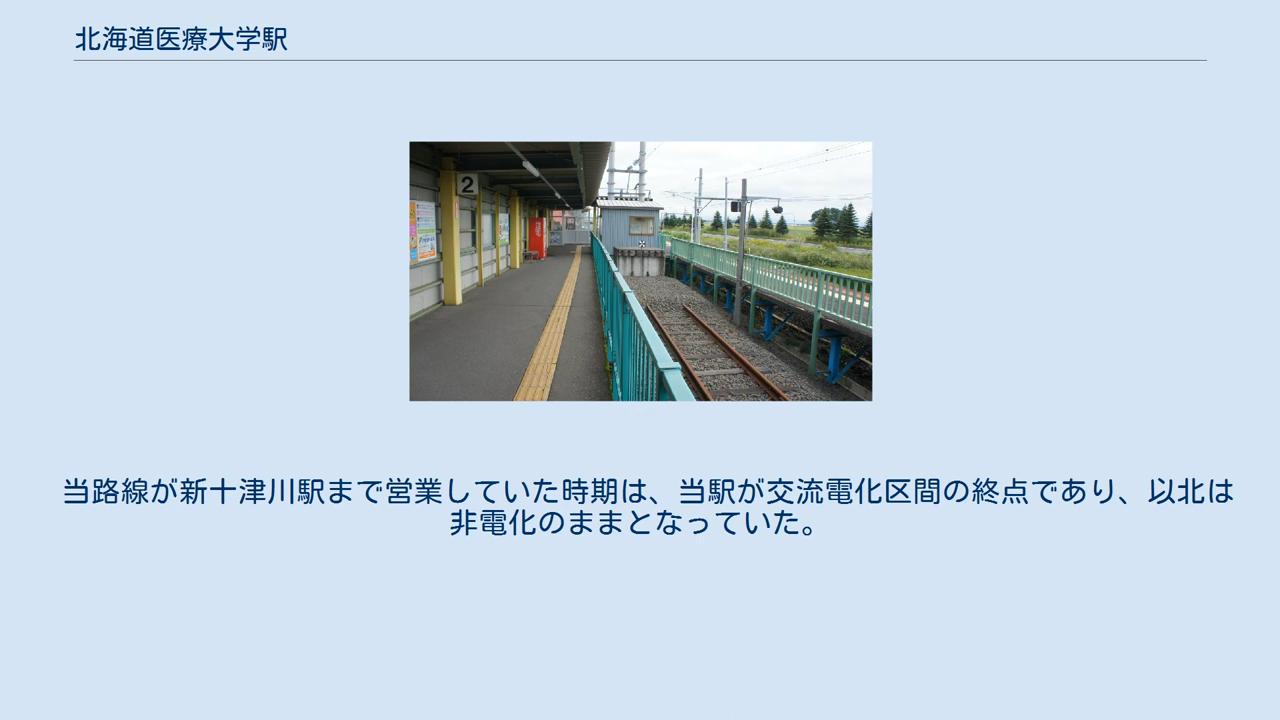 北海道医療大学駅
2
当路線が新十津川駅まで営業していた時期は、当駅が交流電化区間の終点であり、以北は
非電化のままとなっていた。